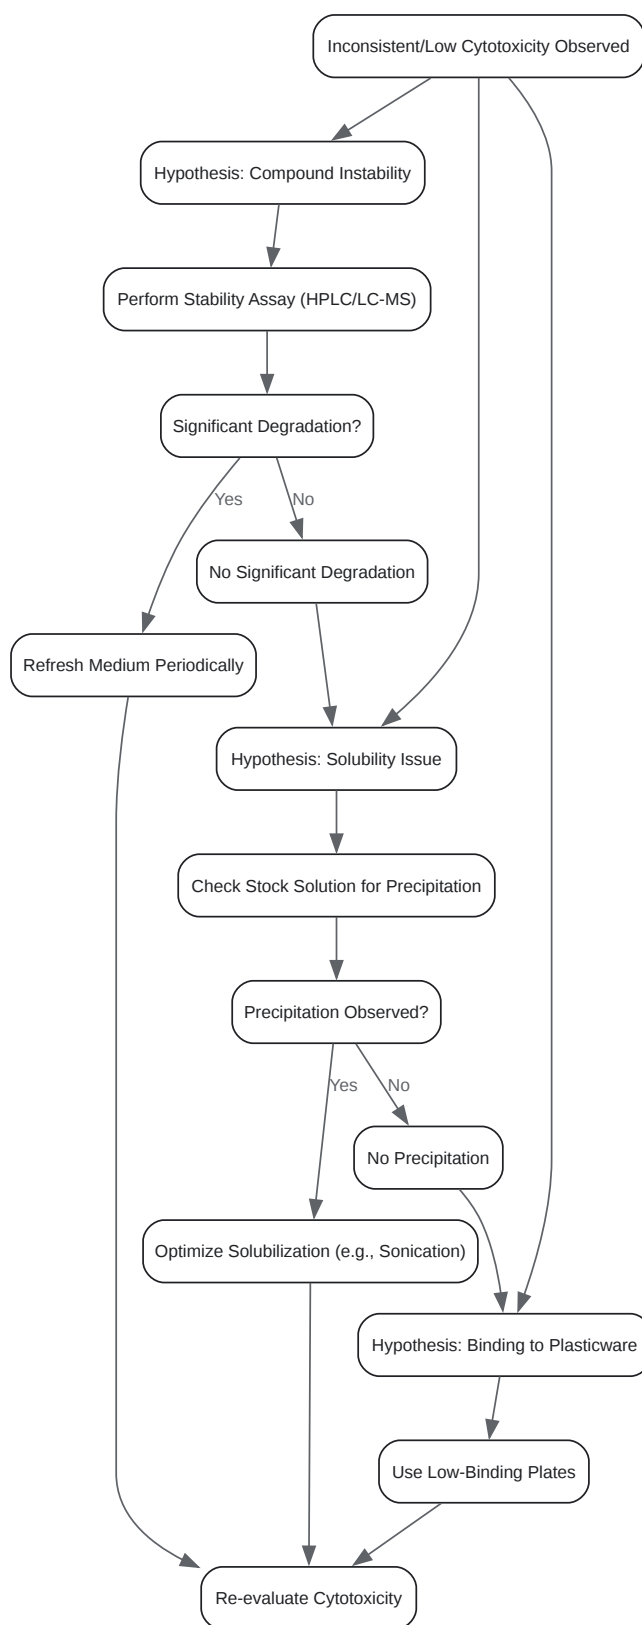 Inconsistent/Low Cytotoxicity Observed
Hypothesis: Compound Instability
Perform Stability Assay (HPLC/LC-MS)
Significant Degradation?
Yes
No
No Significant Degradation
Refresh Medium Periodically
Hypothesis: Solubility Issue
Check Stock Solution for Precipitation
Precipitation Observed?
Yes
No
No Precipitation
Optimize Solubilization (e.g., Sonication)
Hypothesis: Binding to Plasticware
Use Low-Binding Plates
Re-evaluate Cytotoxicity